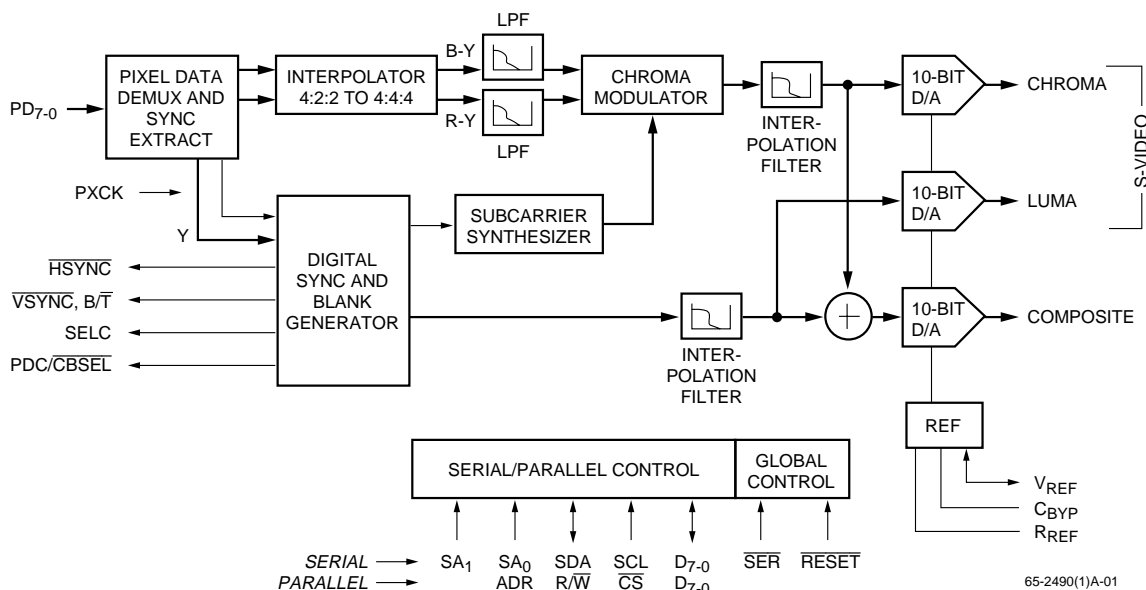 LPF
B-Y
PIXEL DATA
DEMUX AND
SYNC
EXTRACT
INTERPOLATOR
4:2:2 TO 4:4:4
CHROMA
MODULATOR
10-BIT
D/A
CHROMA
PD7-0
R-Y
LPF
INTER-
POLATION
FILTER
S-VIDEO
PXCK
Y
SUBCARRIER
SYNTHESIZER
10-BIT
D/A
LUMA
HSYNC
VSYNC, B/T
SELC
PDC/CBSEL
DIGITAL
SYNC AND
BLANK
GENERATOR
10-BIT
D/A
COMPOSITE
INTER-
POLATION
FILTER
REF
SERIAL/PARALLEL CONTROL
GLOBAL
CONTROL
VREF
CBYP
RREF
SERIAL SA1 SA0 SDA SCL D7-0 SER RESET
PARALLEL ADR R/W CS D7-0
65-2490(1)A-01